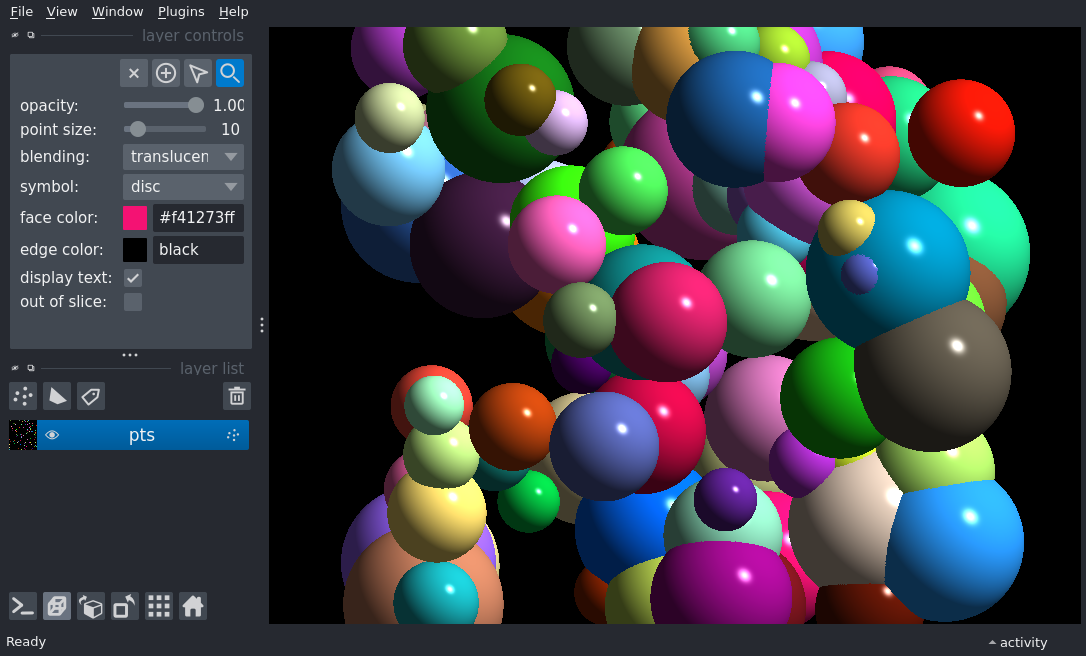 File View Window Plugins Help
layer controls
opacity: 1.00
point size: 10
blending: translucen
symbol: disc
face color: #f41273ff
edge color: black
display text:
out of slice:
layer list
pts
Ready
activity